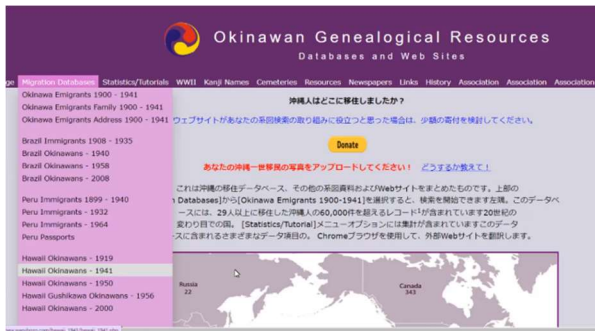 Okinawan Genealogical Resources
Databases and Web Sites
Migration Databases Statistics/Tutorials WWII Kanji Names Cemeteries Resources Newspapers Links History Association Association Association
Okinawa Emigrants 1900 - 1941
Okinawa Emigrants Family 1900 - 1941
Okinawa Emigrants Address 1900 - 1941
Brazil Immigrants 1908 - 1935
Brazil Okinawans - 1940
Brazil Okinawans - 1958
Brazil Okinawans - 2008
Peru Immigrants 1899 - 1940
Peru Immigrants - 1932
Peru Immigrants - 1964
Peru Passports
Hawaii Okinawans - 1919
Hawaii Okinawans - 1941
Hawaii Okinawans - 1950
Hawaii Gushikawa Okinawans - 1956
Hawaii Okinawans - 2000
沖縄人はどこに移住しましたか？
ウェブサイトがあなたの系図検索の取り組みに役立つと思った場合は、少額の寄付を検討してください。
Donate
あなたの沖縄一世移民の写真をアップロードしてください！ どうするか教えて！
これは沖縄の移住データベース、その他の系図資料およびWebサイトをまとめたものです。上部の
n Databases]から[Okinawa Emigrants 1900-1941]を選択すると、検索を開始できます左端。このデータベ
ースには、29人以上に移住した沖縄人の60,000件を超えるレコード¹が含まれています20世紀の
変わり目での国。 [Statistics/Tutorial]メニューオプションには集計が含まれていますこのデータ
ースに含まれるさまざまなデータ項目の。 Chromeブラウザを使用して、外部Webサイトを翻訳します。
Russia
22
Canada
343